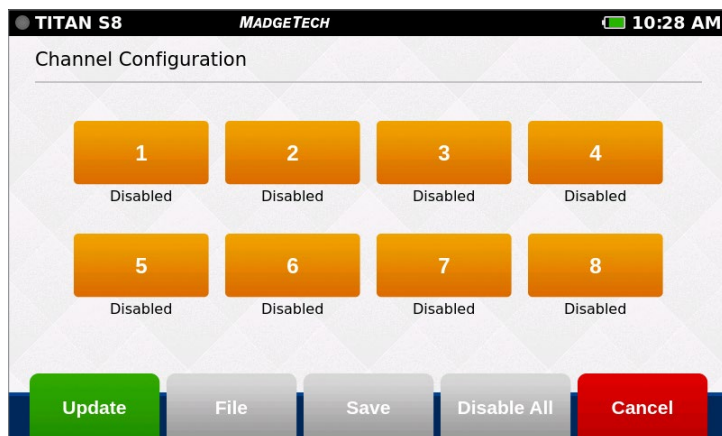 TITAN S8 MADGETECH 10:28 AM
Channel Configuration
1 2 3 4
Disabled Disabled Disabled Disabled
5 6 7 8
Disabled Disabled Disabled Disabled
Update File Save Disable All Cancel